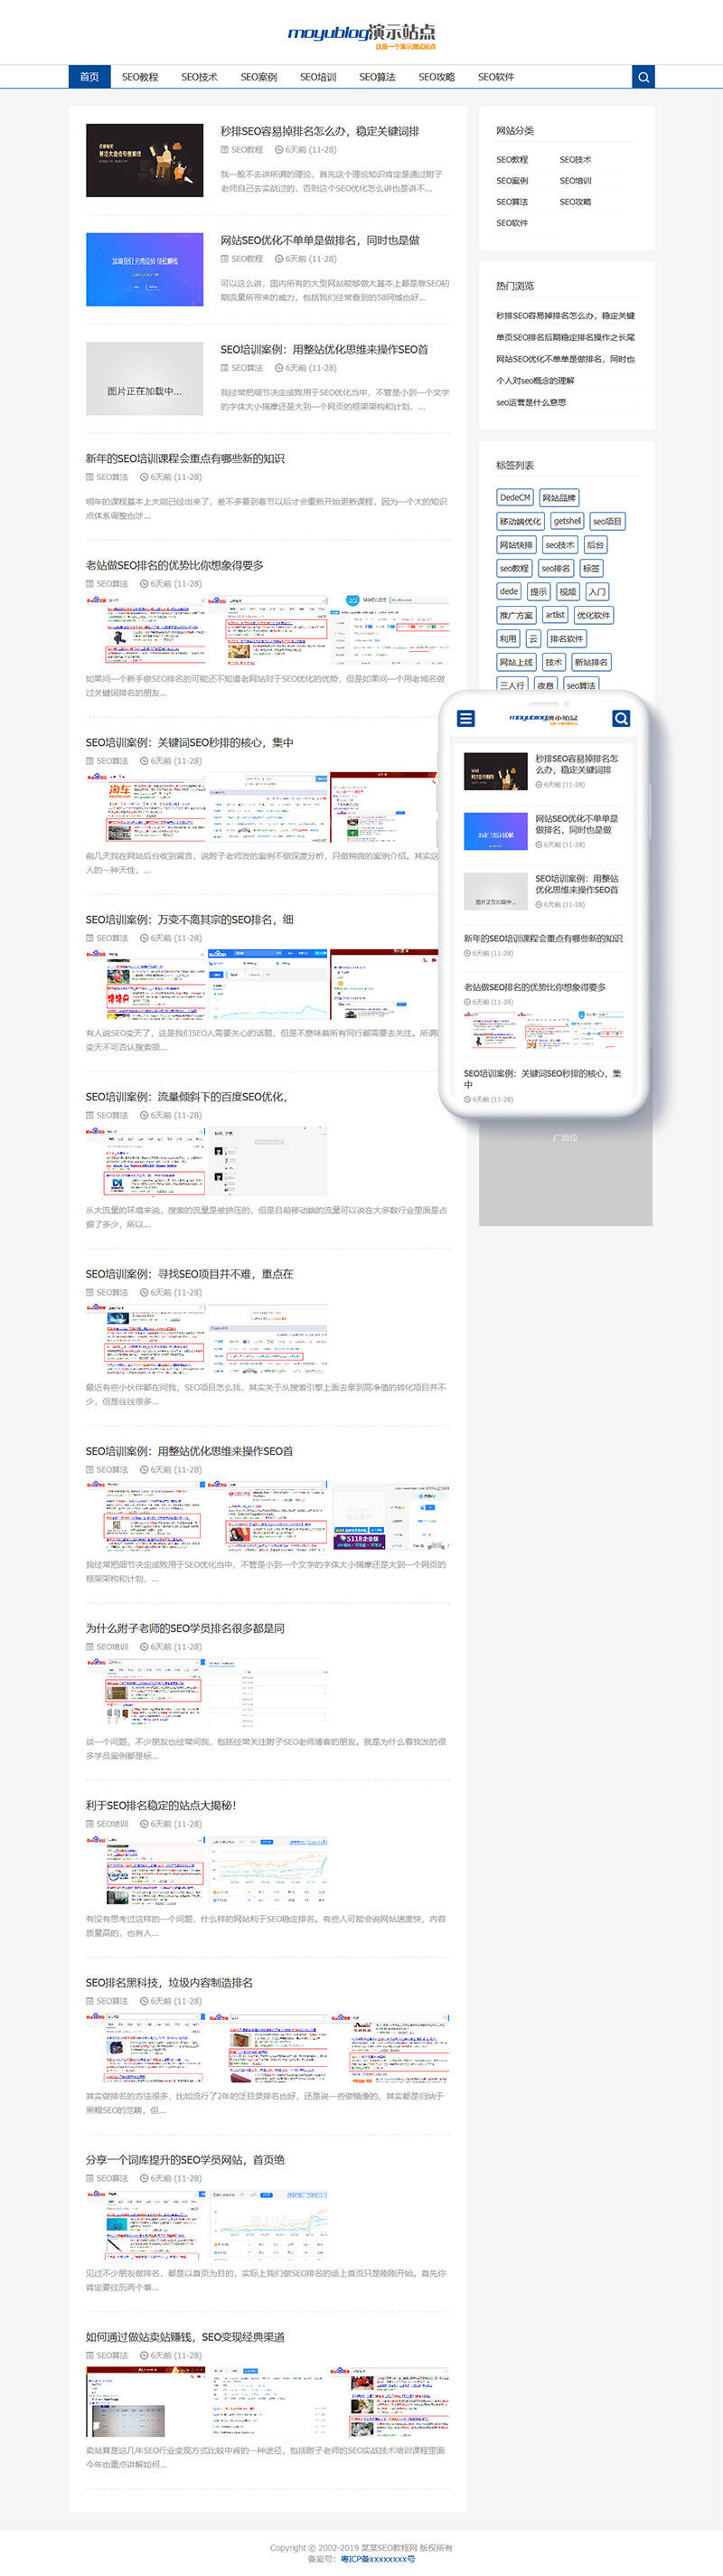 moyublog演示站点
这是一个演示测试站点
首页 SEO教程 SEO技术 SEO案例 SEO培训 SEO算法 SEO攻略 SEO软件
秒排SEO容易掉排名怎么办，稳定关键词排
SEO教程 6天前 (11-28)
我一般不去讲所谓的理论，首先这个理论知识肯定是通过附子
老师自己去实战过的，否则这个SEO优化怎么讲也是讲不...
网站SEO优化不单单是做排名，同时也是做
SEO教程 6天前 (11-28)
可以这么讲，国内所有的大型网站能够做大基本上都是靠SEO初
期流量所带来的威力，包括我们经常看到的58同城也好...
图片正在加载中...
SEO培训案例：用整站优化思维来操作SEO首
SEO算法 6天前 (11-28)
我经常把细节决定成败用于SEO优化当中，不管是小到一个文字
的字体大小揣摩还是大到一个网页的框架架构和计划，...
新年的SEO培训课程会重点有哪些新的知识
SEO算法 6天前 (11-28)
明年的课程基本上大纲已经出来了，差不多要到春节以后才会重新开始更新课程，因为一个大的知识
点体系调整也涉...
老站做SEO排名的优势比你想象得要多
SEO算法 6天前 (11-28)
如果问一个新手做SEO排名的可能还不知道老网站对于SEO优化的优势，但是如果问一个用老域名做
过关键词排名的朋友...
SEO培训案例：关键词SEO秒排的核心，集中
SEO算法 6天前 (11-28)
前几天我在网站后台收到留言，说附子老师发的案例不做深度分析，只做稍微的案例介绍。其实这
人的一种天性，...
SEO培训案例：万变不离其宗的SEO排名，细
SEO算法 6天前 (11-28)
有人说SEO变天了，这是我们SEO人需要关心的话题，但是不意味着所有同行都需要去关注。所谓
变天不可否认搜索领...
SEO培训案例：流量倾斜下的百度SEO优化，
SEO算法 6天前 (11-28)
从大流量的环境来说，搜索的流量是被挤压的，但是目前移动端的流量可以说在大多数行业里面是占
据了多少，所以...
SEO培训案例：寻找SEO项目并不难，重点在
SEO算法 6天前 (11-28)
最近有些小伙伴都在问我，SEO项目怎么找，其实关于从搜索引擎上面去拿到高净值的转化项目并不
少，但是往往很多...
SEO培训案例：用整站优化思维来操作SEO首
SEO算法 6天前 (11-28)
5118企业版
我经常把细节决定成败用于SEO优化当中，不管是小到一个文字的字体大小揣摩还是大到一个网页的
框架架构和计划，...
为什么附子老师的SEO学员排名很多都是同
SEO培训 6天前 (11-28)
谈一个问题，不少朋友也经常问我，包括经常关注附子SEO老师博客的朋友。就是为什么看我发的很
多学员案例都是标...
利于SEO排名稳定的站点大揭秘！
SEO培训 6天前 (11-28)
有没有思考过这样的一个问题，什么样的网站利于SEO稳定排名。有些人可能会说网站速度快，内容
质量高的，也有人...
SEO排名黑科技，垃圾内容制造排名
SEO算法 6天前 (11-28)
其实做排名的方法很多，比如流行了2年的泛目录排名也好，还是说一些做镜像的，其实都是归纳于
黑帽SEO的范畴，但...
分享一个词库提升的SEO学员网站，首页绝
SEO算法 6天前 (11-28)
见过不少朋友做排名，都是以首页为目的，实际上我们做SEO排名的话上首页只是刚刚开始。首先你
肯定要经历两个事...
如何通过做站卖站赚钱，SEO变现经典渠道
SEO算法 6天前 (11-28)
卖站算是这几年SEO行业变现方式比较中肯的一种途径，包括附子老师的SEO实战技术培训课程里面
今年也重点讲解如何...
网站分类
SEO教程 SEO技术
SEO案例 SEO培训
SEO算法 SEO攻略
SEO软件
热门浏览
秒排SEO容易掉排名怎么办，稳定关键
单页SEO排名后期稳定排名操作之长尾
网站SEO优化不单单是做排名，同时也
个人对seo概念的理解
seo运营是什么意思
标签列表
DedeCM 网站品牌
移动端优化 getshell seo项目
网站快排 seo技术 后台
seo教程 seo排名 标签
dede 提示 视频 入门
推广方案 artlist 优化软件
利用 云 排名软件
网站上线 技术 新站排名
三人行 夜息 seo算法
moyublog演示站点
秒排SEO容易掉排名怎
么办，稳定关键词排
6天前 (11-28)
网站SEO优化不单单是
做排名，同时也是做
6天前 (11-28)
图片正在加载中...
SEO培训案例：用整站
优化思维来操作SEO首
6天前 (11-28)
新年的SEO培训课程会重点有哪些新的知识
6天前 (11-28)
老站做SEO排名的优势比你想象得要多
6天前 (11-28)
SEO培训案例：关键词SEO秒排的核心，集
中
6天前 (11-28)
广告位
Copyright © 2002-2019 某某SEO教程网 版权所有
备案号：粤ICP备xxxxxxxx号